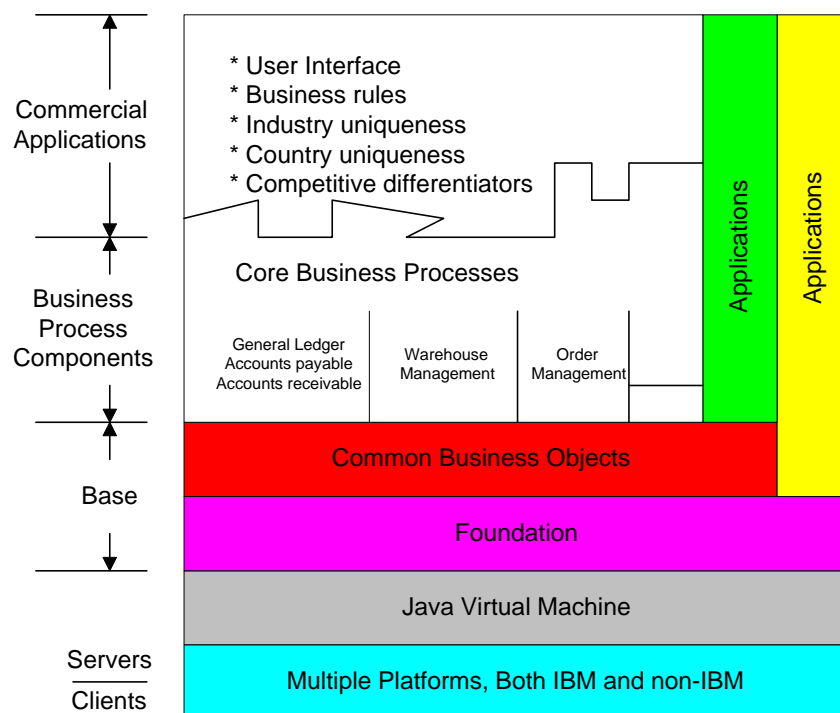 Commercial
Applications
* User Interface
* Business rules
* Industry uniqueness
* Country uniqueness
* Competitive differentiators
Business
Process
Components
Core Business Processes
General Ledger
Accounts payable
Accounts receivable
Warehouse
Management
Order
Management
Applications
Applications
Base
Common Business Objects
Foundation
Java Virtual Machine
Servers
Clients
Multiple Platforms, Both IBM and non-IBM